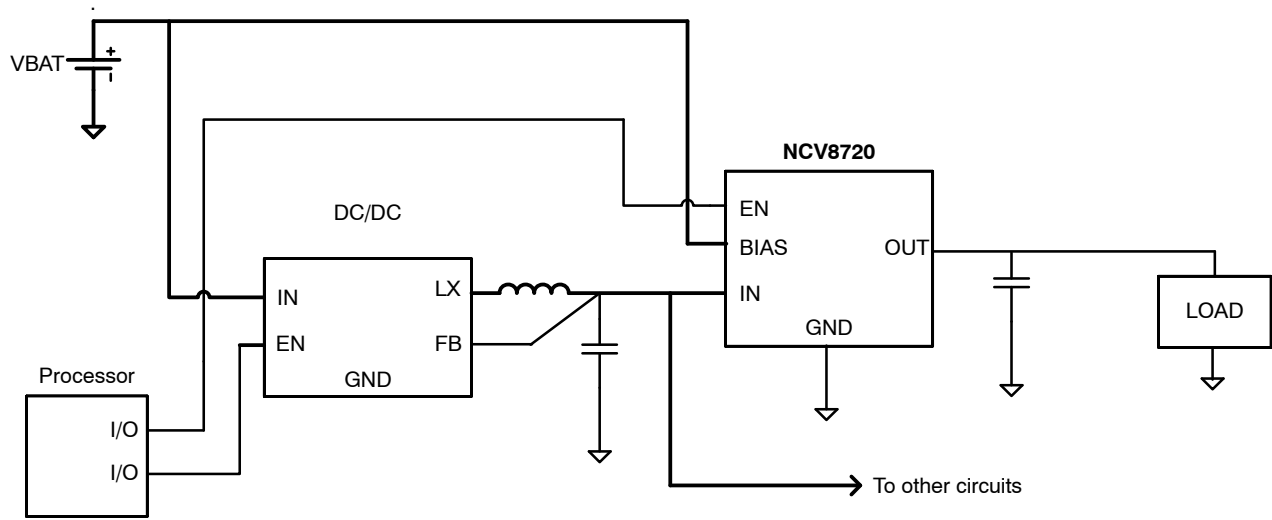 VBAT
+
NCV8720
DC/DC
EN
BIAS
OUT
IN
GND
LOAD
LX
IN
EN
FB
GND
Processor
I/O
I/O
To other circuits